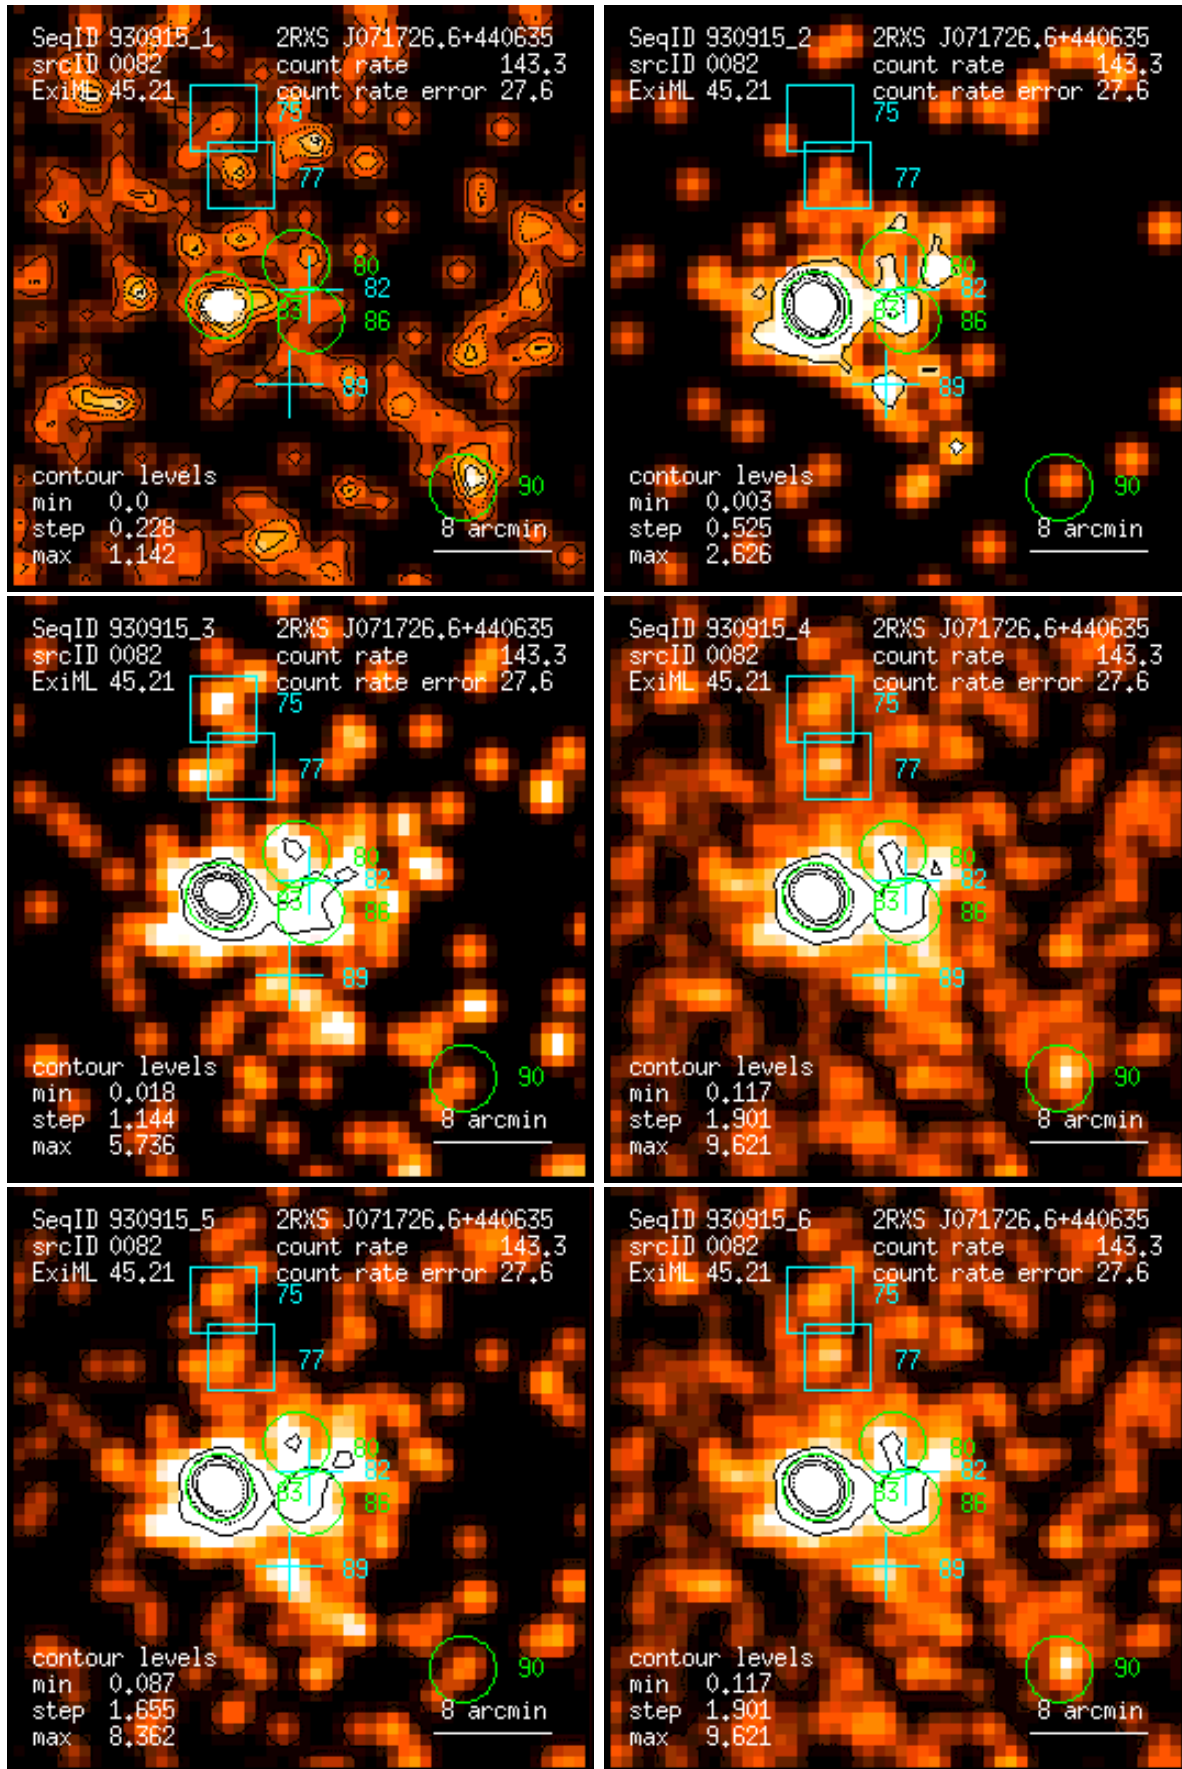 SeqID 930915_1 2RXS J071726.6+440635
srcID 0082 count rate 143.3
ExiML 45.21 count rate error 27.6
75
77
80
82
83
86
89
contour levels
min 0.0
90
step 0.228 8 arcmin
max 1.142
SeqID 930915_2 2RXS J071726.6+440635
srcID 0082 count rate 143.3
ExiML 45.21 count rate error 27.6
75
77
80
82
83
86
89
contour levels
min 0.003
90
step 0.525 8 arcmin
max 2.626
SeqID 930915_3 2RXS J071726.6+440635
srcID 0082 count rate 143.3
ExiML 45.21 count rate error 27.6
75
77
80
82
83
86
89
contour levels
min 0.018
90
step 1.144 8 arcmin
max 5.736
SeqID 930915_4 2RXS J071726.6+440635
srcID 0082 count rate 143.3
ExiML 45.21 count rate error 27.6
75
77
80
82
83
86
89
contour levels
min 0.117
90
step 1.901 8 arcmin
max 9.621
SeqID 930915_5 2RXS J071726.6+440635
srcID 0082 count rate 143.3
ExiML 45.21 count rate error 27.6
75
77
80
82
83
86
89
contour levels
min 0.087
90
step 1.655 8 arcmin
max 8.362
SeqID 930915_6 2RXS J071726.6+440635
srcID 0082 count rate 143.3
ExiML 45.21 count rate error 27.6
75
77
80
82
83
86
89
contour levels
min 0.117
90
step 1.901 8 arcmin
max 9.621